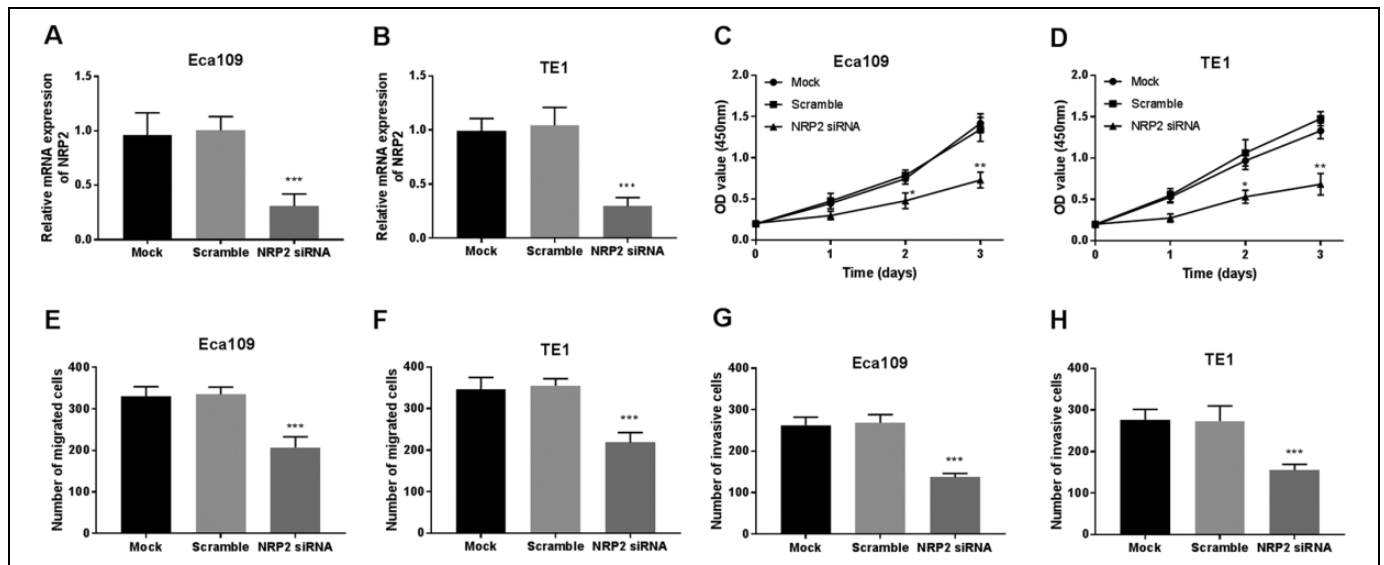 A
Eca109
Relative mRNA expression
of NRP2
1.5
1.0
0.5
0.0
***
Mock Scramble NRP2 siRNA
B
TE1
Relative mRNA expression
of NRP2
1.5
1.0
0.5
0.0
***
Mock Scramble NRP2 siRNA
C
Eca109
OD value (450nm)
2.0
1.5
1.0
0.5
0.0
Mock
Scramble
NRP2 siRNA
*
**
0 1 2 3
Time (days)
D
TE1
OD value (450nm)
2.0
1.5
1.0
0.5
0.0
Mock
Scramble
NRP2 siRNA
*
**
0 1 2 3
Time (days)
E
Eca109
Number of migrated cells
400
300
200
100
0
***
Mock Scramble NRP2 siRNA
F
TE1
Number of migrated cells
400
300
200
100
0
***
Mock Scramble NRP2 siRNA
G
Eca109
Number of invasive cells
400
300
200
100
0
***
Mock Scramble NRP2 siRNA
H
TE1
Number of invasive cells
400
300
200
100
0
***
Mock Scramble NRP2 siRNA